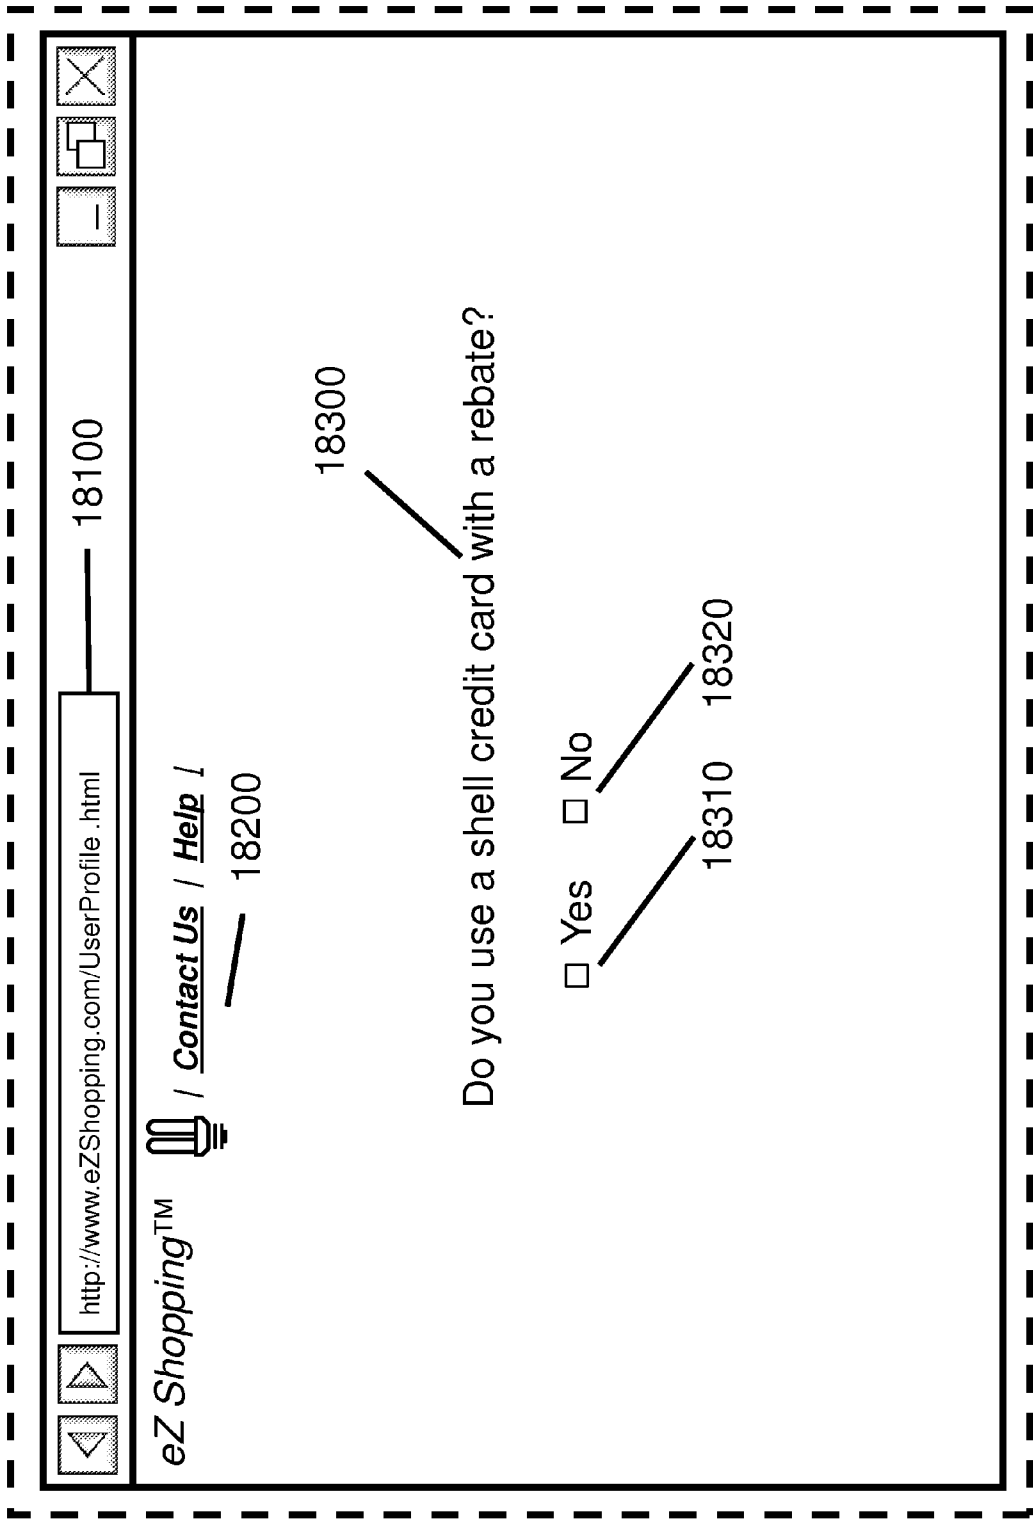 http://www.eZShopping.com/UserProfile .html 18100
eZ Shopping™ / Contact Us / Help /
18200
18300
Do you use a shell credit card with a rebate?
Yes No
18310 18320